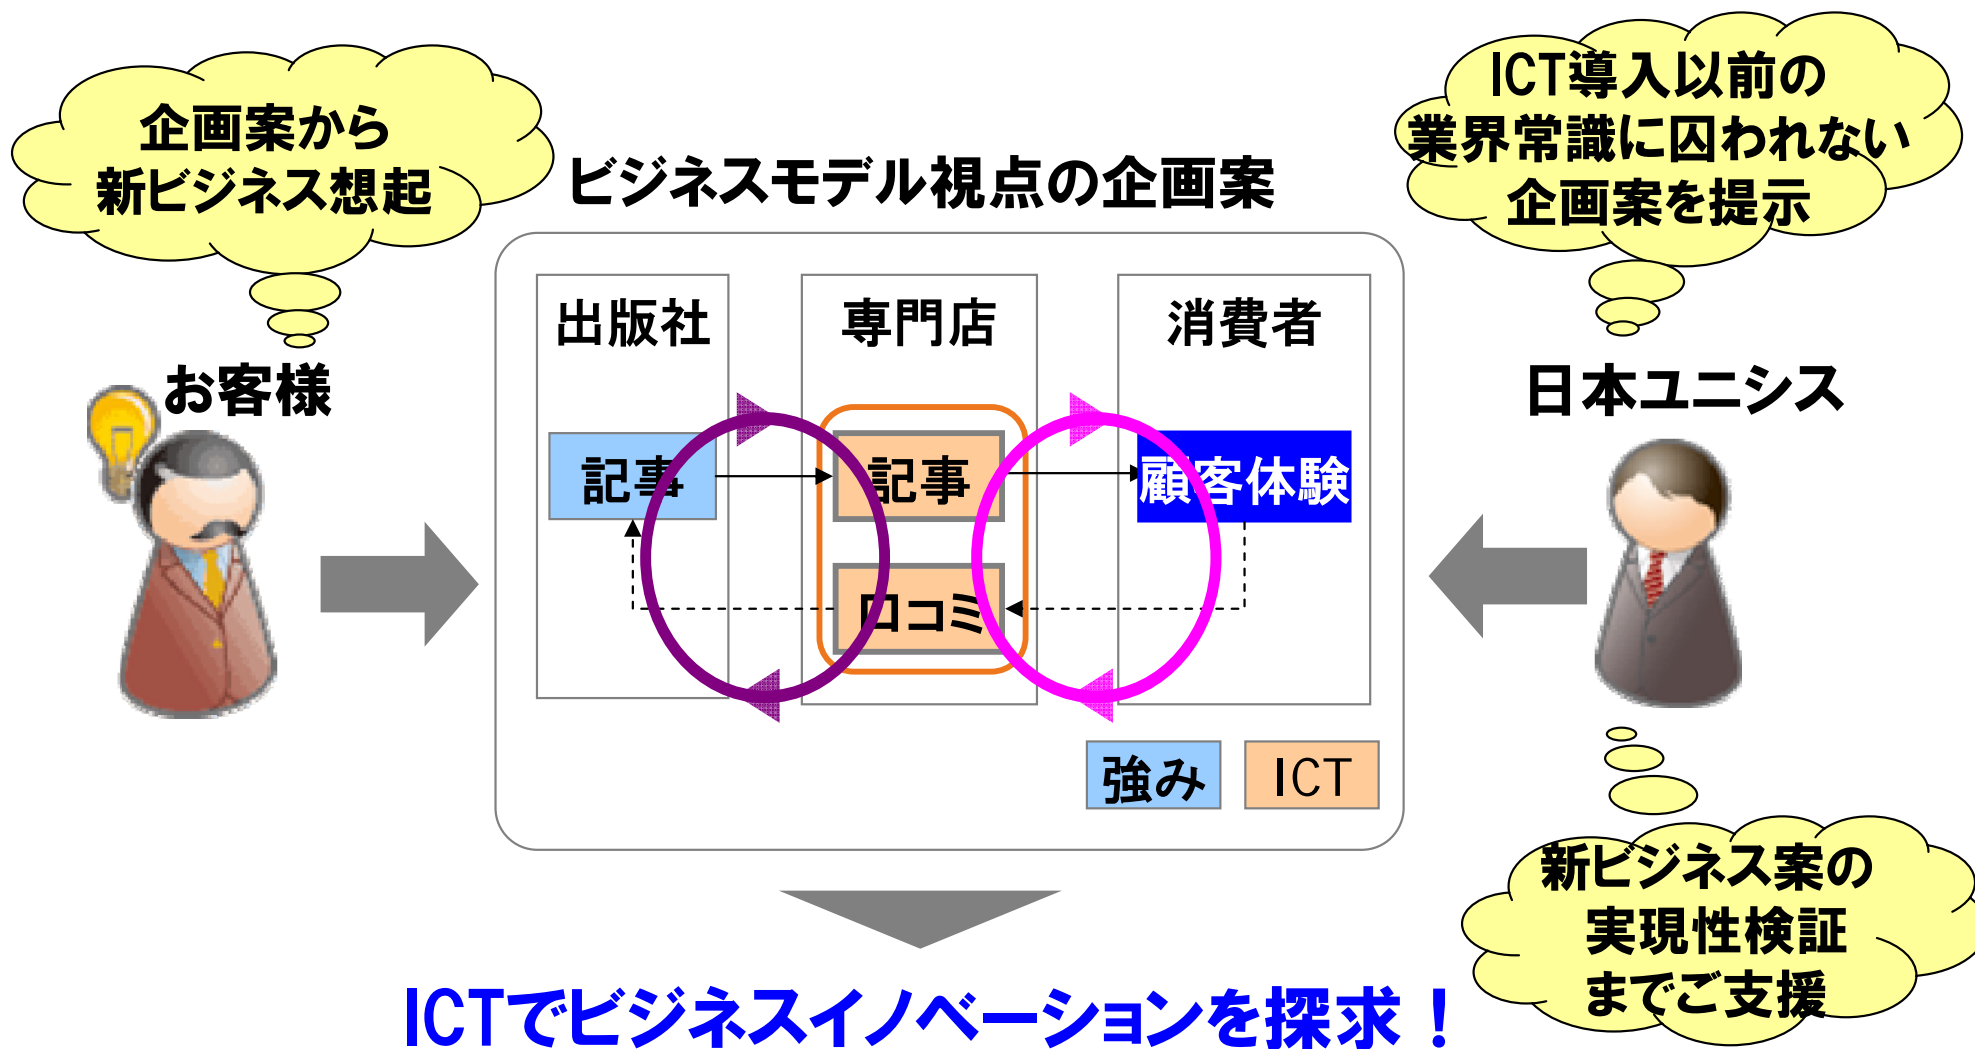 企画案から
新ビジネス想起
ICT導入以前の
業界常識に囚われない
企画案を提示
ビジネスモデル視点の企画案
出版社
専門店
消費者
お客様
日本ユニシス
記事
記事
顧客体験
口コミ
強み
ICT
新ビジネス案の
実現性検証
までご支援
ICTでビジネスイノベーションを探求！